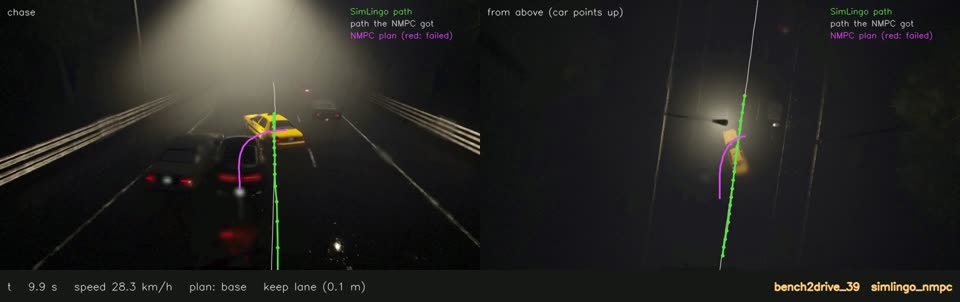 chase
SimLingo path
path the NMPC got
NMPC plan (red: failed)
from above (car points up)
SimLingo path
path the NMPC got
NMPC plan (red: failed)
t 9.9 s speed 28.3 km/h plan: base keep lane (0.1 m)
bench2drive_39 simlingo_nmpc